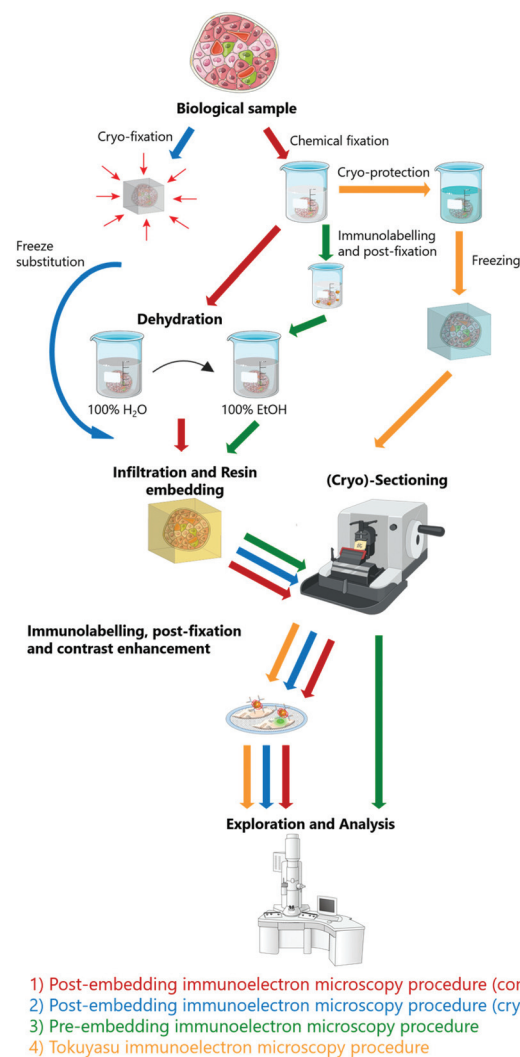 Biological sample
Cryo-fixation
Chemical fixation
Cryo-protection
Immunolabelling
and post-fixation
Freeze
substitution
Freezing
Dehydration
100% H₂O
100% EtOH
Infiltration and Resin
embedding
(Cryo)-Sectioning
Immunolabelling, post-fixation
and contrast enhancement
Exploration and Analysis
1) Post-embedding immunoelectron microscopy procedure (con
2) Post-embedding immunoelectron microscopy procedure (cry
3) Pre-embedding immunoelectron microscopy procedure
4) Tokuyasu immunoelectron microscopy procedure